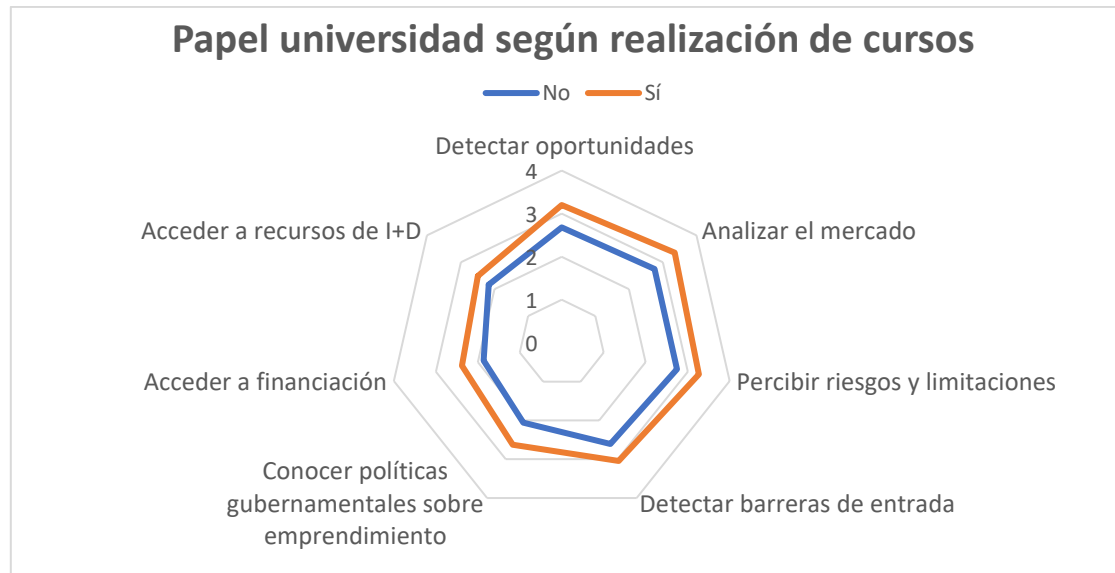 Papel universidad según realización de cursos
No Sí
Detectar oportunidades
4
3
2
1
0
Analizar el mercado
Percibir riesgos y limitaciones
Detectar barreras de entrada
Conocer políticas
gubernamentales sobre
emprendimiento
Acceder a financiación
Acceder a recursos de I+D